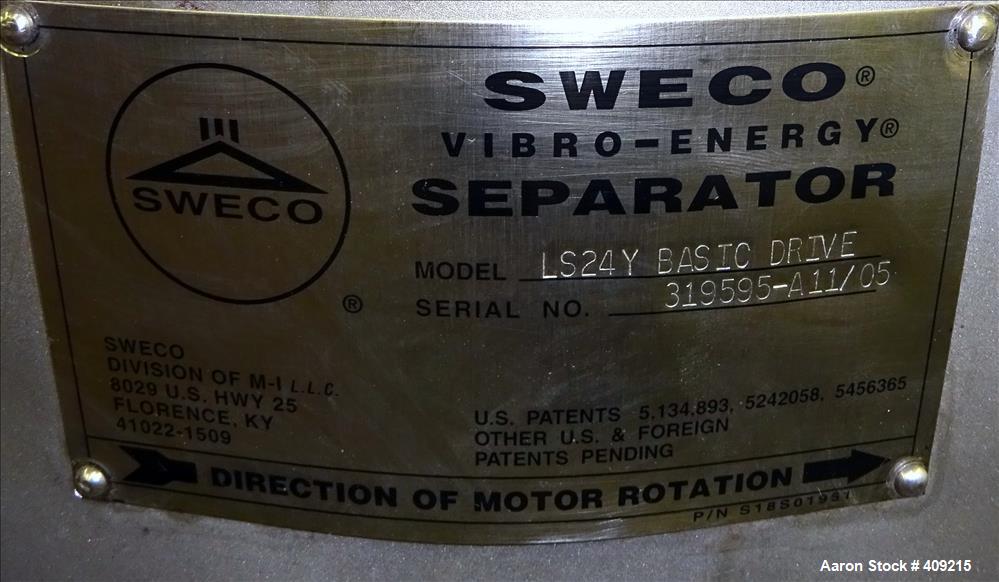 SWECO
®
SWECO®
VIBRO-ENERGY®
SEPARATOR
MODEL LS24Y BASIC DRIVE
SERIAL NO. 319595-A11/05
SWECO
DIVISION OF M-I L.L.C.
8029 U.S. HWY 25
FLORENCE, KY
41022-1509
U.S. PATENTS 5,134,893, 5242058, 5456365
OTHER U.S. & FOREIGN
PATENTS PENDING
DIRECTION OF MOTOR ROTATION
P/N S18S01951
Aaron Stock # 409215